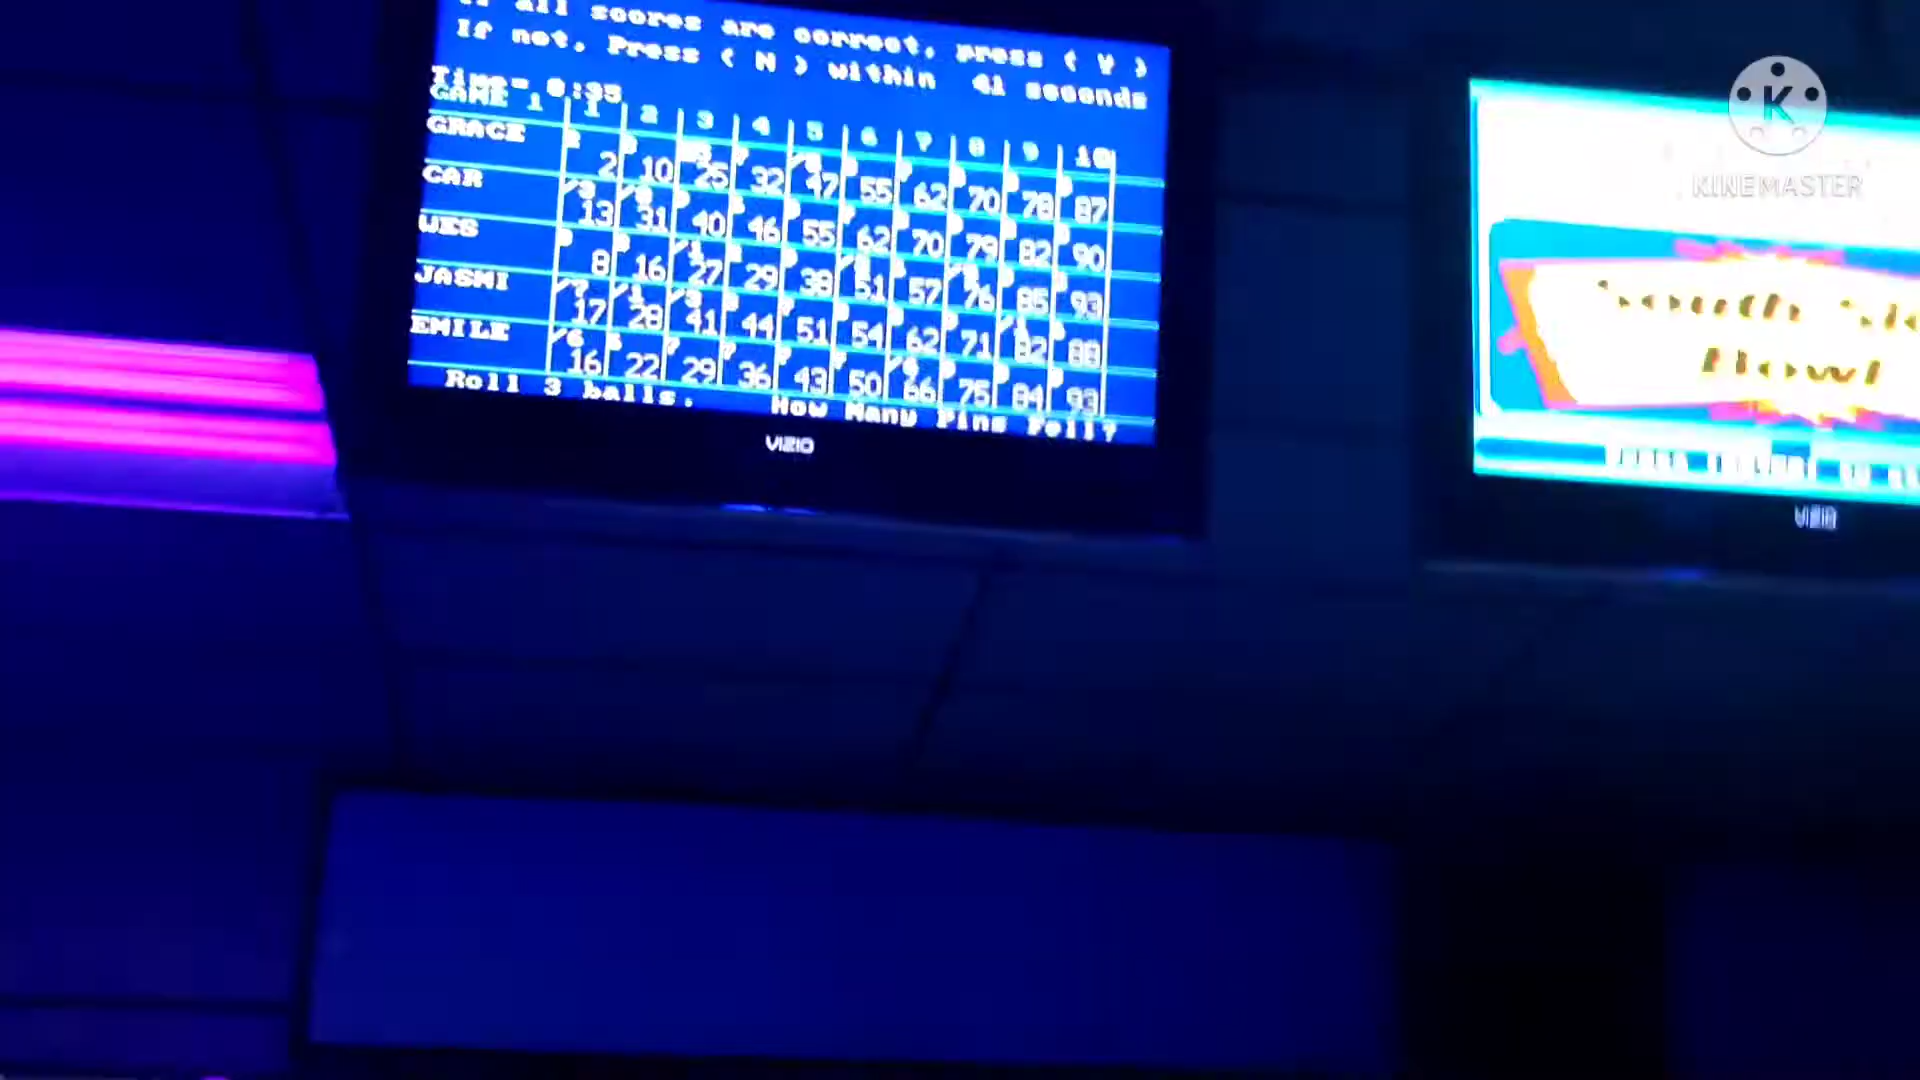 If all scores are correct, press ( Y )
If not, Press ( N ) within 41 seconds
Time= 0:35
GAME 1 1 2 3 4 5 6 7 8 9 10
GRACE 2 10 25 32 47 55 62 70 78 87
CAR 13 31 40 46 55 62 70 79 82 90
WES 8 16 27 29 38 51 57 76 85 93
JASMI 17 28 41 44 51 54 62 71 82 88
EMILE 16 22 29 36 43 50 66 75 84 93
Roll 3 balls. How Many Pins Fell?
VIZIO
K
KINEMASTER
South
Bowl
VIZIO